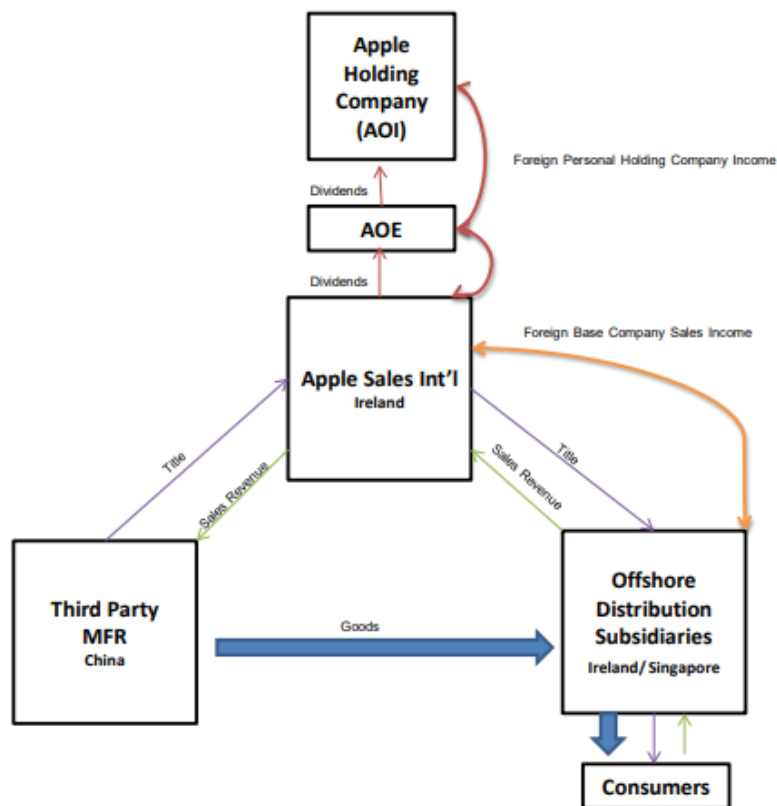 Apple
Holding
Company
(AOI)
Foreign Personal Holding Company Income
Dividends
AOE
Dividends
Foreign Base Company Sales Income
Apple Sales Int'l
Ireland
Title
Sales Revenue
Sales Revenue
Title
Third Party
MFR
China
Goods
Offshore
Distribution
Subsidiaries
Ireland/ Singapore
Consumers